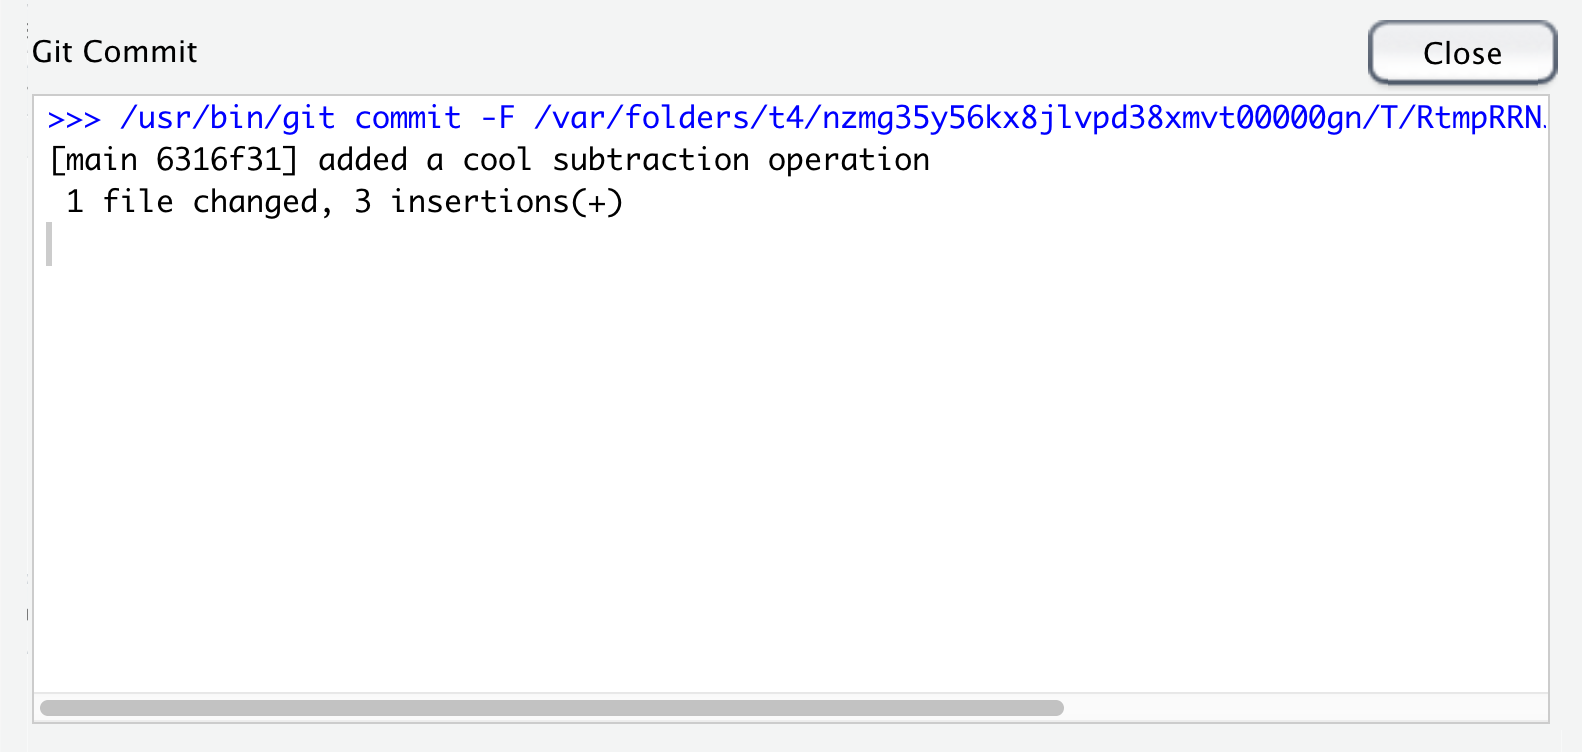 Git Commit
Close
>>> /usr/bin/git commit -F /var/folders/t4/nzmg35y56kx8jlvpd38xmvt00000gn/T/RtmpRRN
[main 6316f31] added a cool subtraction operation
 1 file changed, 3 insertions(+)